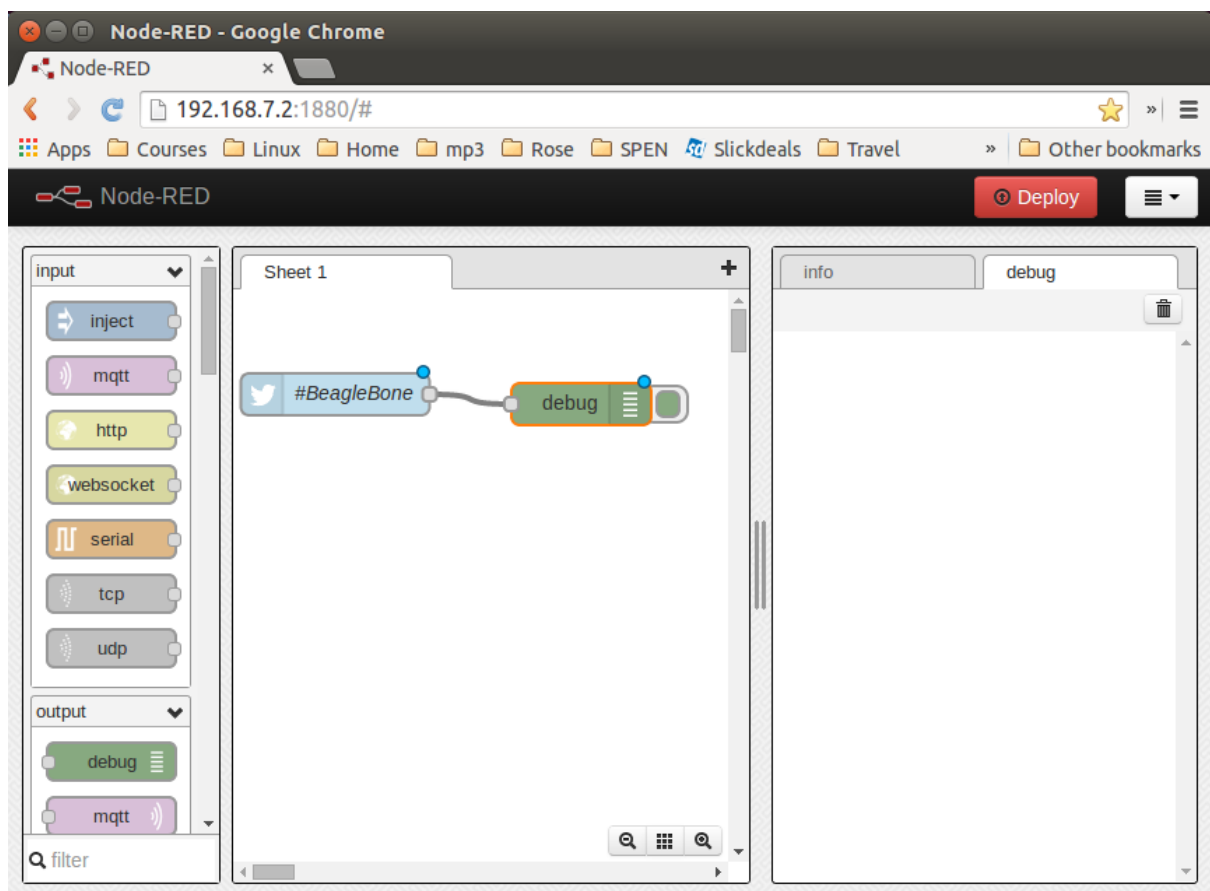 Node-RED - Google Chrome
Node-RED ×
192.168.7.2:1880/#
»
Apps Courses Linux Home mp3 Rose SPEN Slickdeals Travel » Other bookmarks
Node-RED Deploy
input
inject
mqtt
http
websocket
serial
tcp
udp
output
debug
mqtt
filter
Sheet 1 +
#BeagleBone
debug
info debug